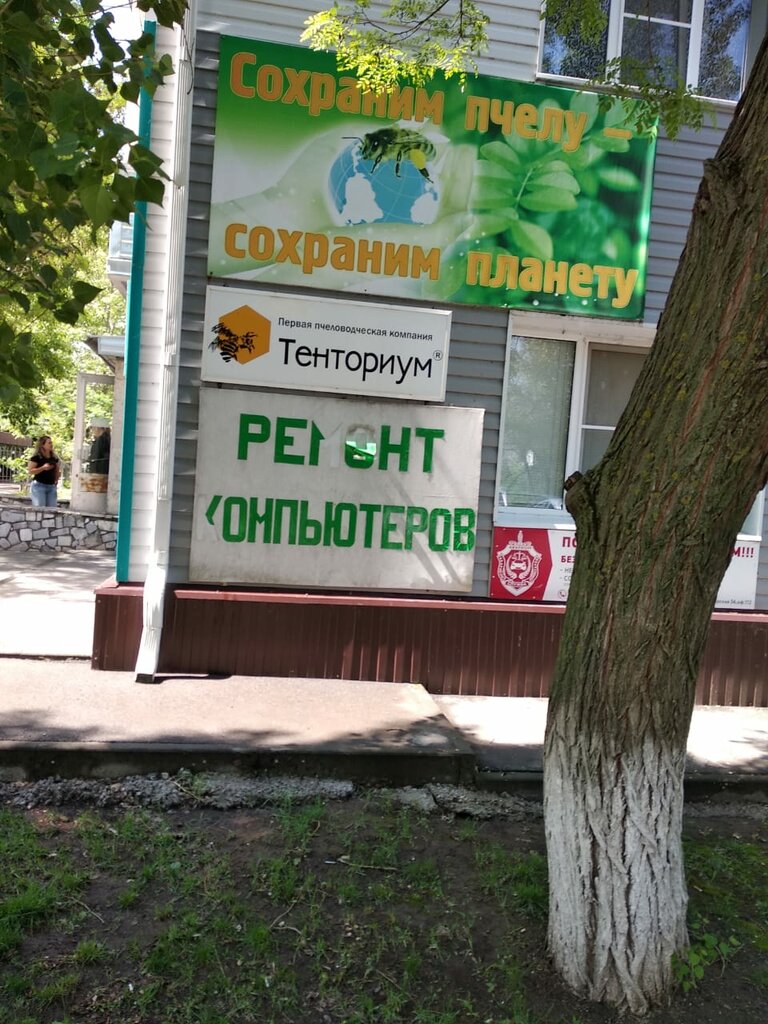 Сохраним пчелу –
сохраним планету
Первая пчеловодческая компания
Тенториум®
РЕМОНТ
КОМПЬЮТЕРОВ